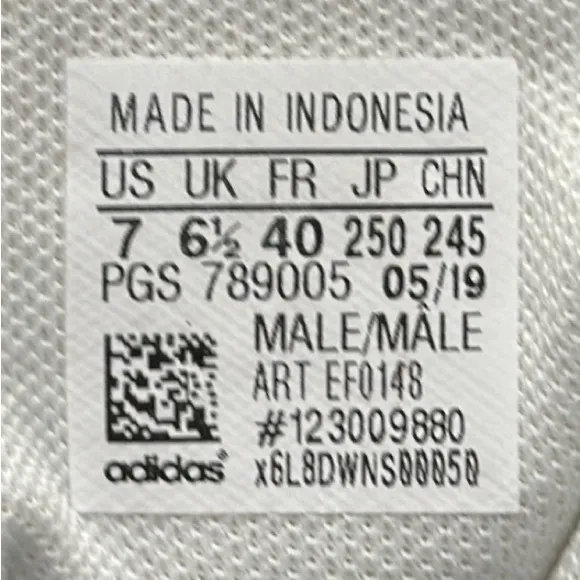 MADE IN INDONESIA
US UK FR JP CHN
7 6½ 40 250 245
PGS 789005 05/19
MALE/MÂLE
ART EF0148
#123009880
adidas® x6L8DWNS00050